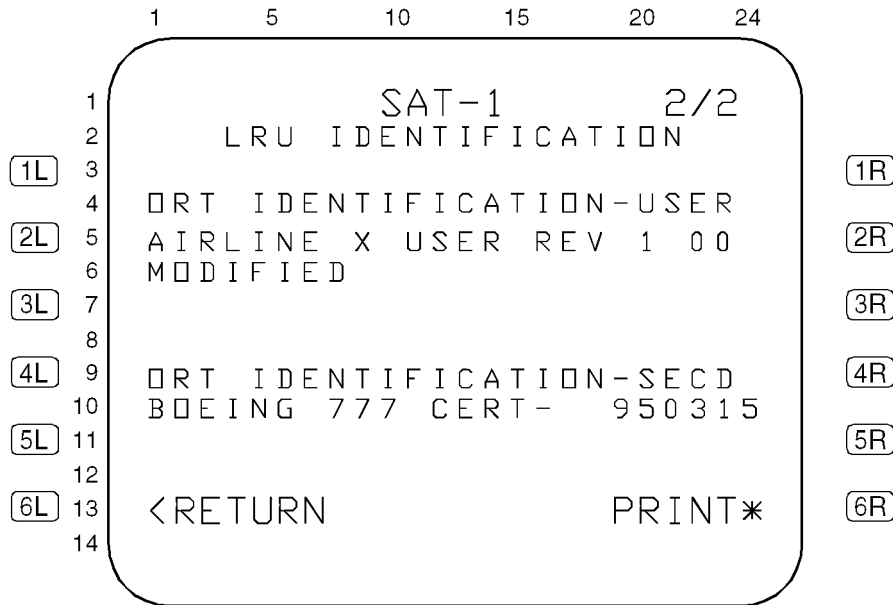 1 5 10 15 20 24
1 SAT-1 2/2
2 LRU IDENTIFICATION
1L 3 1R
4 ORT IDENTIFICATION-USER
2L 5 AIRLINE X USER REV 1 00 2R
6 MODIFIED
3L 7 3R
8
4L 9 ORT IDENTIFICATION-SECD 4R
10 BOEING 777 CERT- 950315
5L 11 5R
12
6L 13 <RETURN PRINT* 6R
14